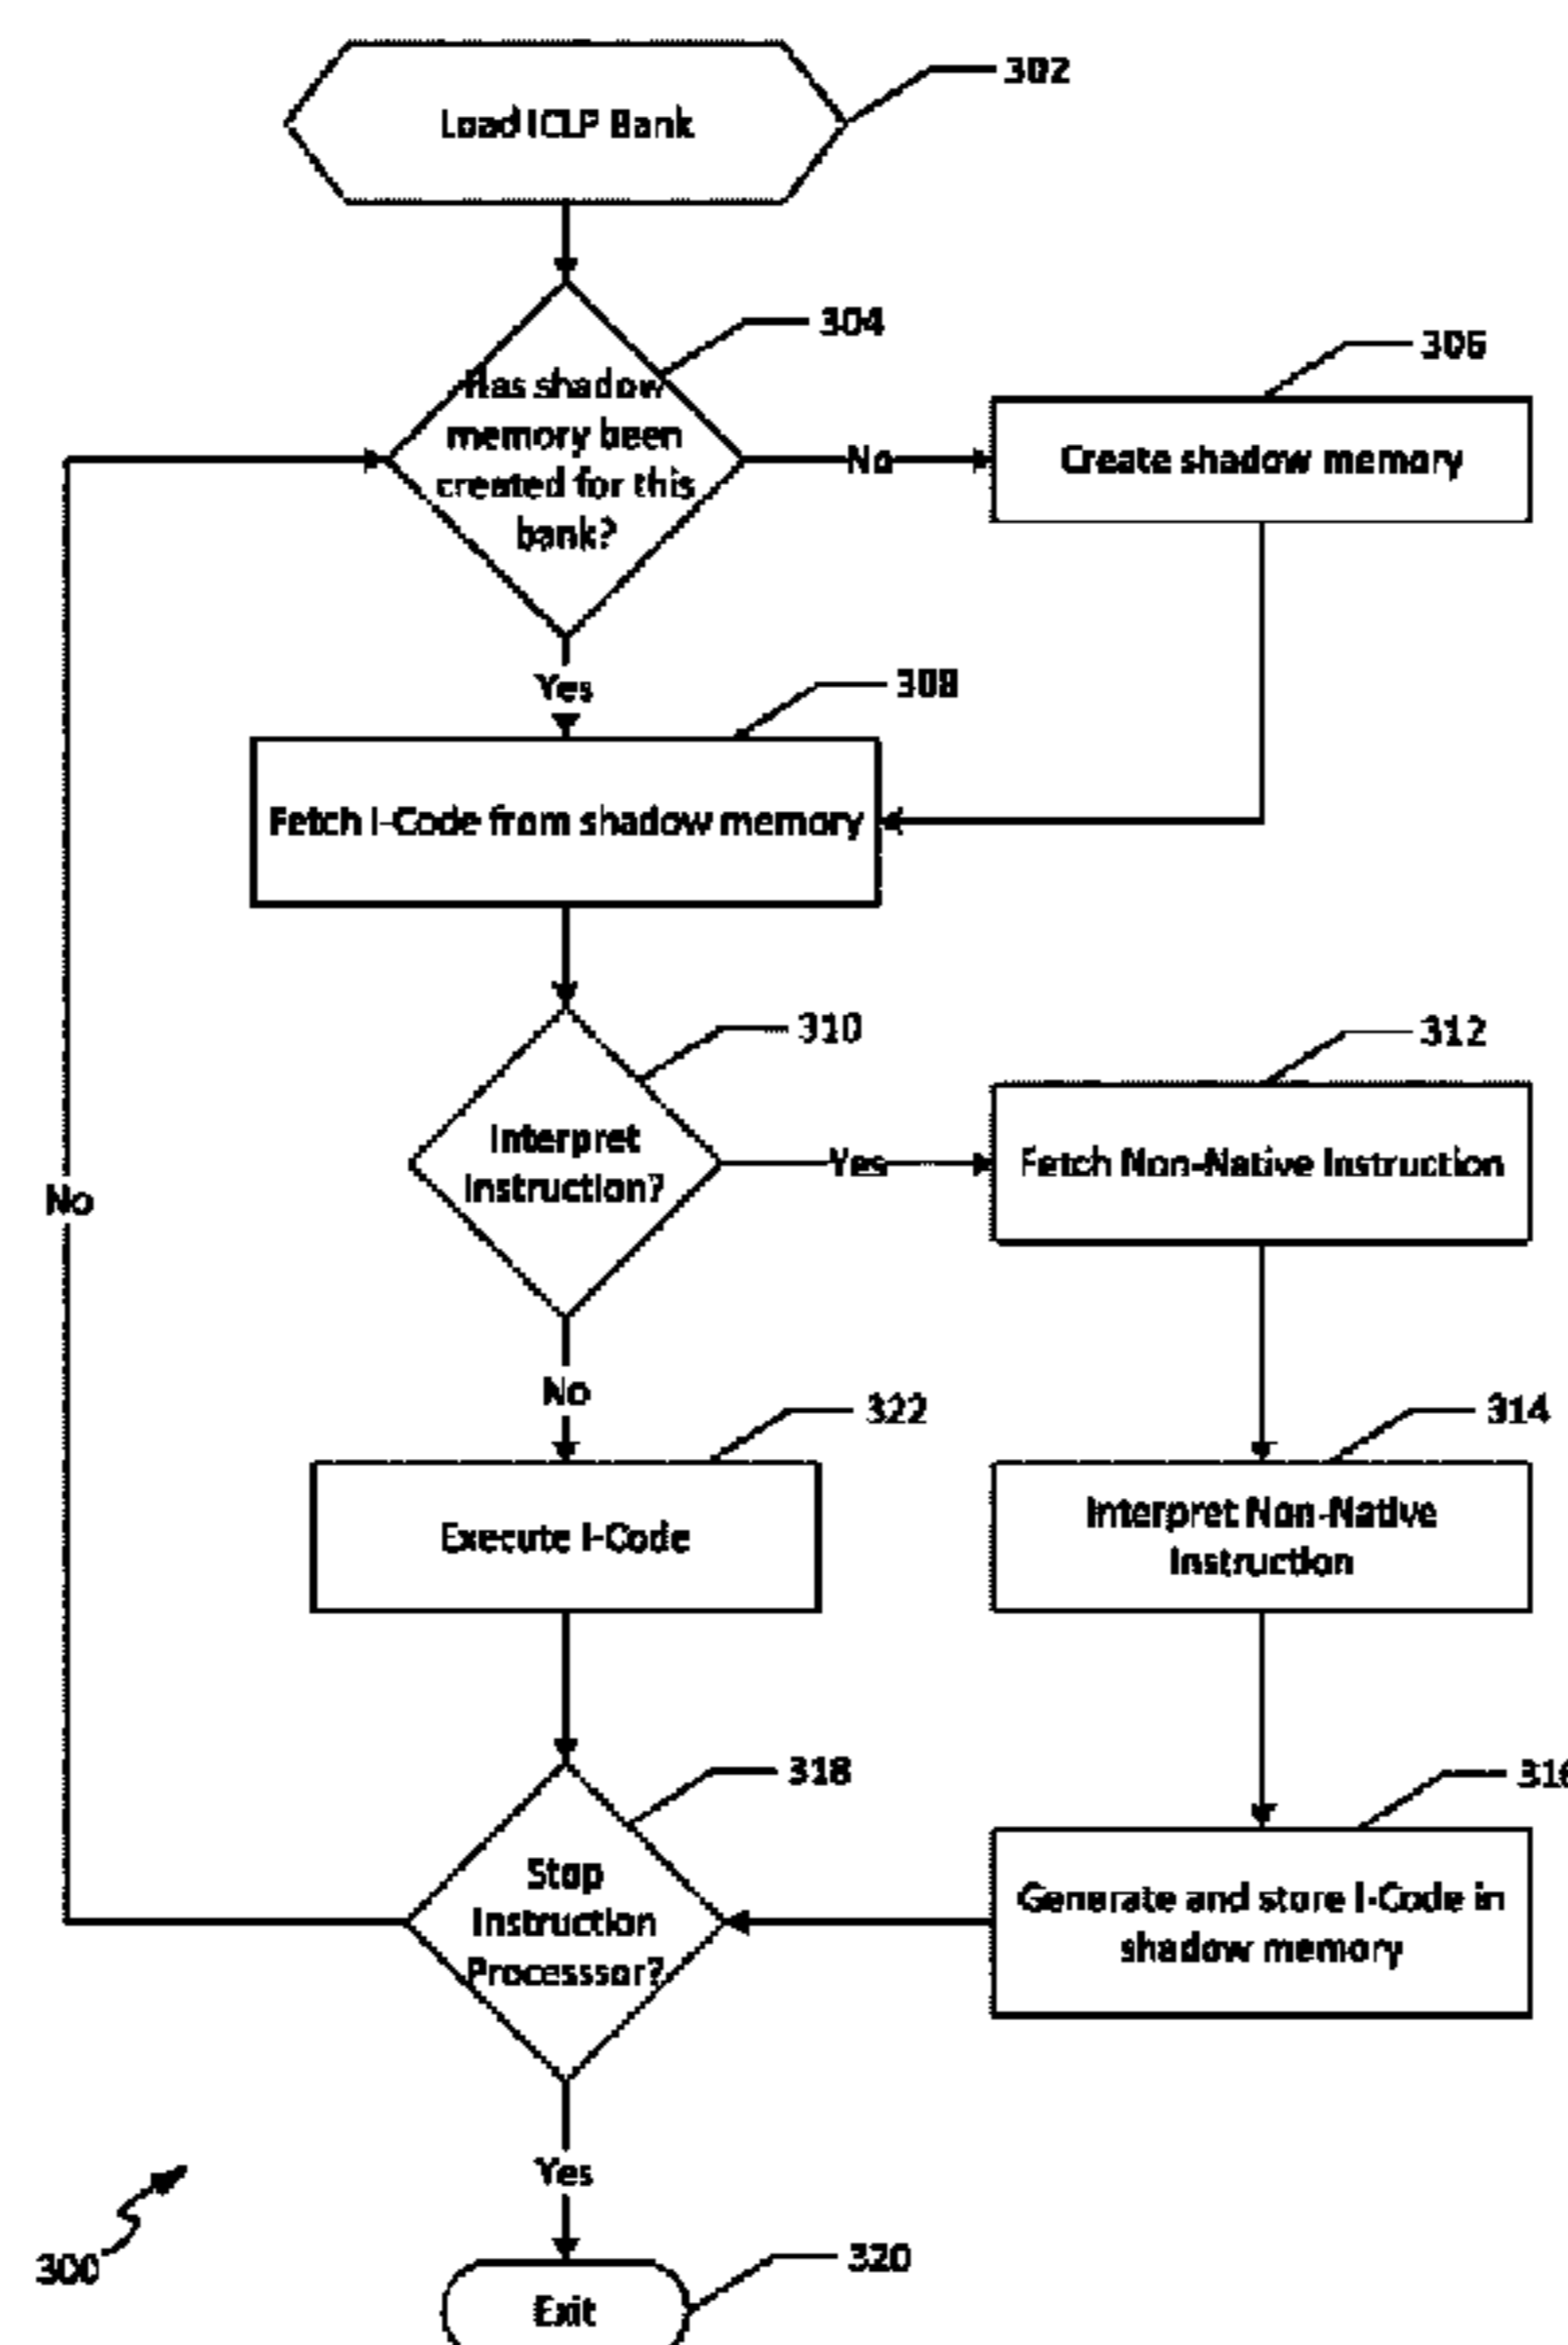 302
Load ICLP Bank
304
Has shadow
memory been
created for this
bank?
No
306
Create shadow memory
Yes
308
Fetch I-Code from shadow memory
310
Interpret
Instruction?
Yes
312
Fetch Non-Native Instruction
No
No
322
Execute I-Code
314
Interpret Non-Native
Instruction
318
Stop
Instruction
Processsor?
316
Generate and store I-Code in
shadow memory
Yes
300
320
Exit